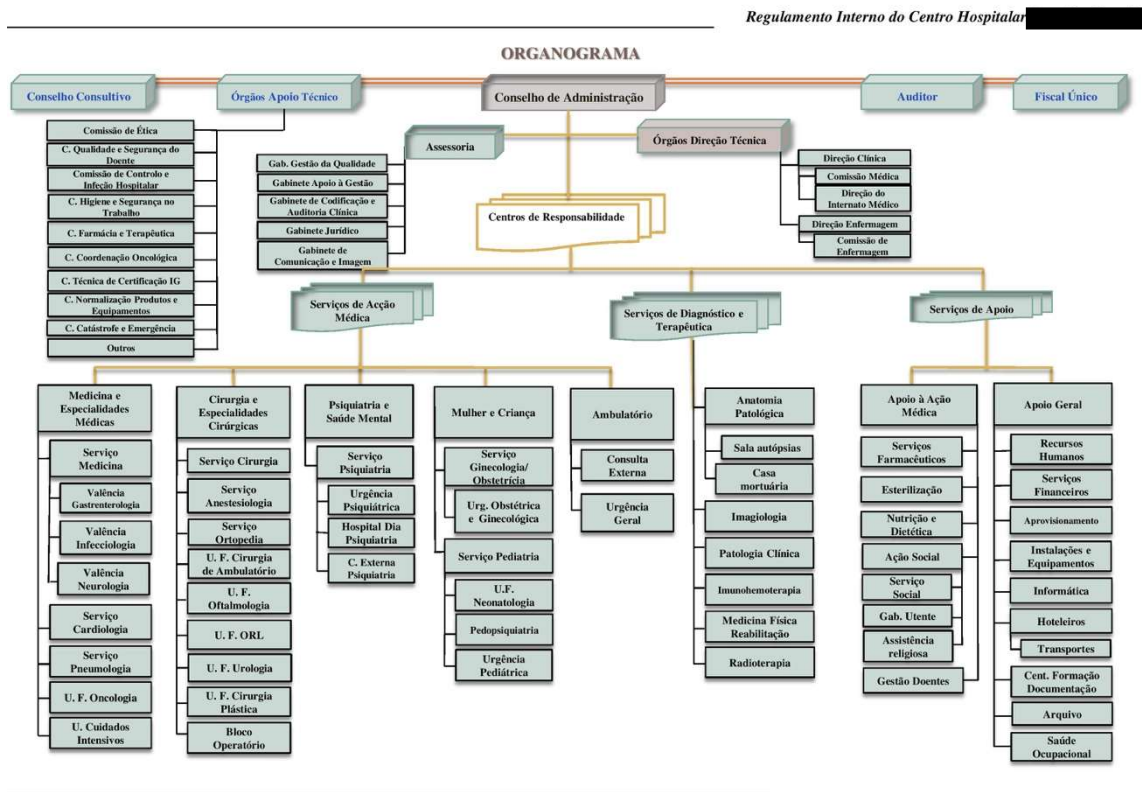 Regulamento Interno do Centro Hospitalar
ORGANOGRAMA
Conselho Consultivo
Órgãos Apoio Técnico
Conselho de Administração
Auditor
Fiscal Único
Comissão de Ética
C. Qualidade e Segurança do
Doente
Comissão de Controlo e
Infeção Hospitalar
C. Higiene e Segurança no
Trabalho
C. Farmácia e Terapêutica
C. Coordenação Oncológica
C. Técnica de Certificação IG
C. Normalização Produtos e
Equipamentos
C. Catástrofe e Emergência
Outros
Assessoria
Gab. Gestão da Qualidade
Gabinete Apoio à Gestão
Gabinete de Codificação e
Auditoria Clínica
Gabinete Jurídico
Gabinete de
Comunicação e Imagem
Órgãos Direção Técnica
Direção Clínica
Comissão Médica
Direção do
Internato Médico
Direção Enfermagem
Comissão de
Enfermagem
Centros de Responsabilidade
Serviços de Acção
Médica
Serviços de Diagnóstico e
Terapêutica
Serviços de Apoio
Medicina e
Especialidades
Médicas
Serviço
Medicina
Valência
Gastrenterologia
Valência
Infecciologia
Valência
Neurologia
Serviço
Cardiologia
Serviço
Pneumologia
U. F. Oncologia
U. Cuidados
Intensivos
Cirurgia e
Especialidades
Cirúrgicas
Serviço Cirurgia
Serviço
Anestesiologia
Serviço
Ortopedia
U. F. Cirurgia
de Ambulatório
U. F.
Oftalmologia
U. F. ORL
U. F. Urologia
U. F. Cirurgia
Plástica
Bloco
Operatório
Psiquiatria e
Saúde Mental
Serviço
Psiquiatria
Urgência
Psiquiátrica
Hospital Dia
Psiquiatria
C. Externa
Psiquiatria
Mulher e Criança
Serviço
Ginecologia/
Obstetrícia
Urg. Obstétrica
e Ginecológica
Serviço Pediatria
U.F.
Neonatologia
Pedopsiquiatria
Urgência
Pediátrica
Ambulatório
Consulta
Externa
Urgência
Geral
Anatomia
Patológica
Sala autópsias
Casa
mortuária
Imagiologia
Patologia Clínica
Imunohemoterapia
Medicina Física
Reabilitação
Radioterapia
Apoio à Ação
Médica
Serviços
Farmacêuticos
Esterilização
Nutrição e
Dietética
Ação Social
Serviço
Social
Gab. Utente
Assistência
religiosa
Gestão Doentes
Apoio Geral
Recursos
Humanos
Serviços
Financeiros
Aprovisionamento
Instalações e
Equipamentos
Informática
Hoteleiros
Transportes
Cent. Formação
Documentação
Arquivo
Saúde
Ocupacional